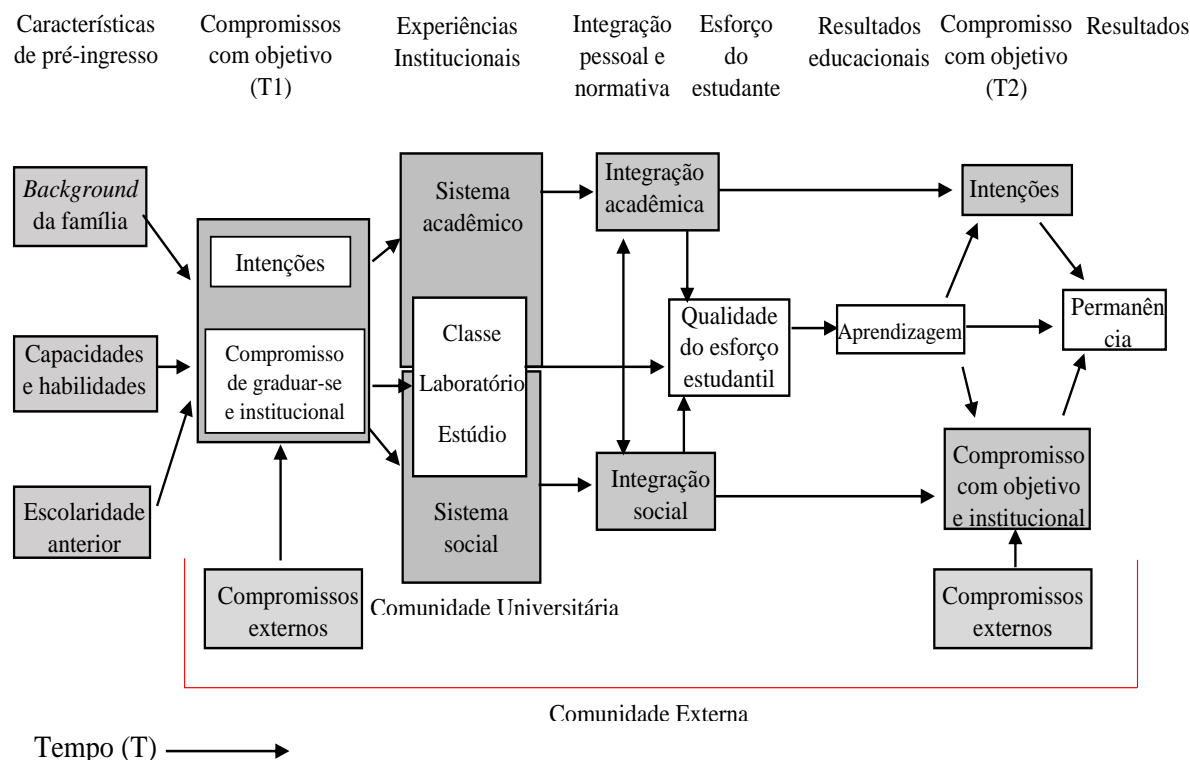 Características
de pré-ingresso
Compromissos
com objetivo
(T1)
Experiências
Institucionais
Integração
pessoal e
normativa
Esforço
do
estudante
Resultados
educacionais
Compromisso
com objetivo
(T2)
Resultados
Background
da família
Capacidades
e habilidades
Escolaridade
anterior
Intenções
Compromisso
de graduar-se
e institucional
Compromissos
externos
Sistema
acadêmico
Classe
Laboratório
Estúdio
Sistema
social
Comunidade Universitária
Integração
acadêmica
Integração
social
Qualidade
do esforço
estudantil
Aprendizagem
Intenções
Compromisso
com objetivo
e institucional
Compromissos
externos
Permanên
cia
Comunidade Externa
Tempo (T)